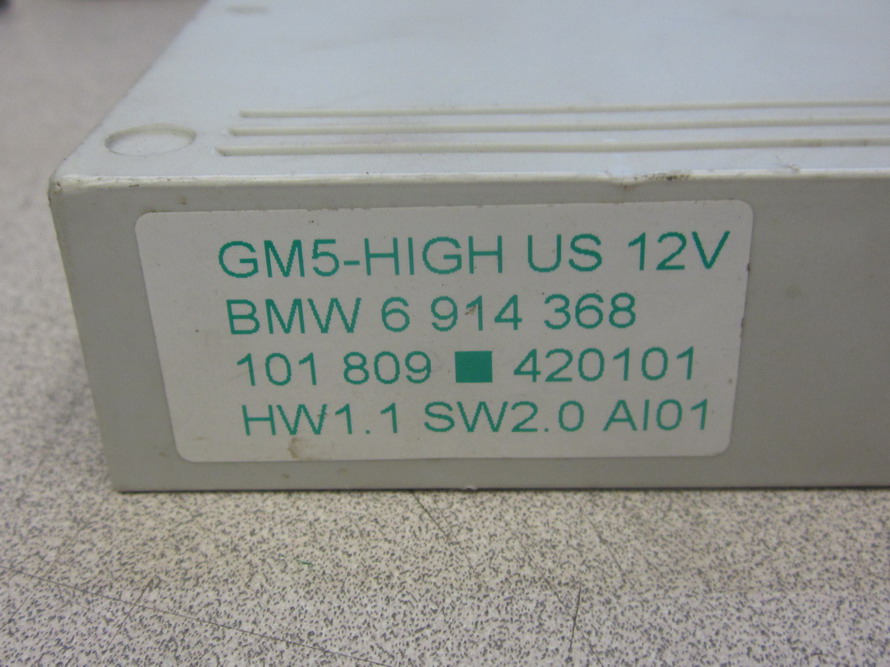 GM5-HIGH US 12V
BMW 6 914 368
101 809 ■ 420101
HW1.1 SW2.0 AI01